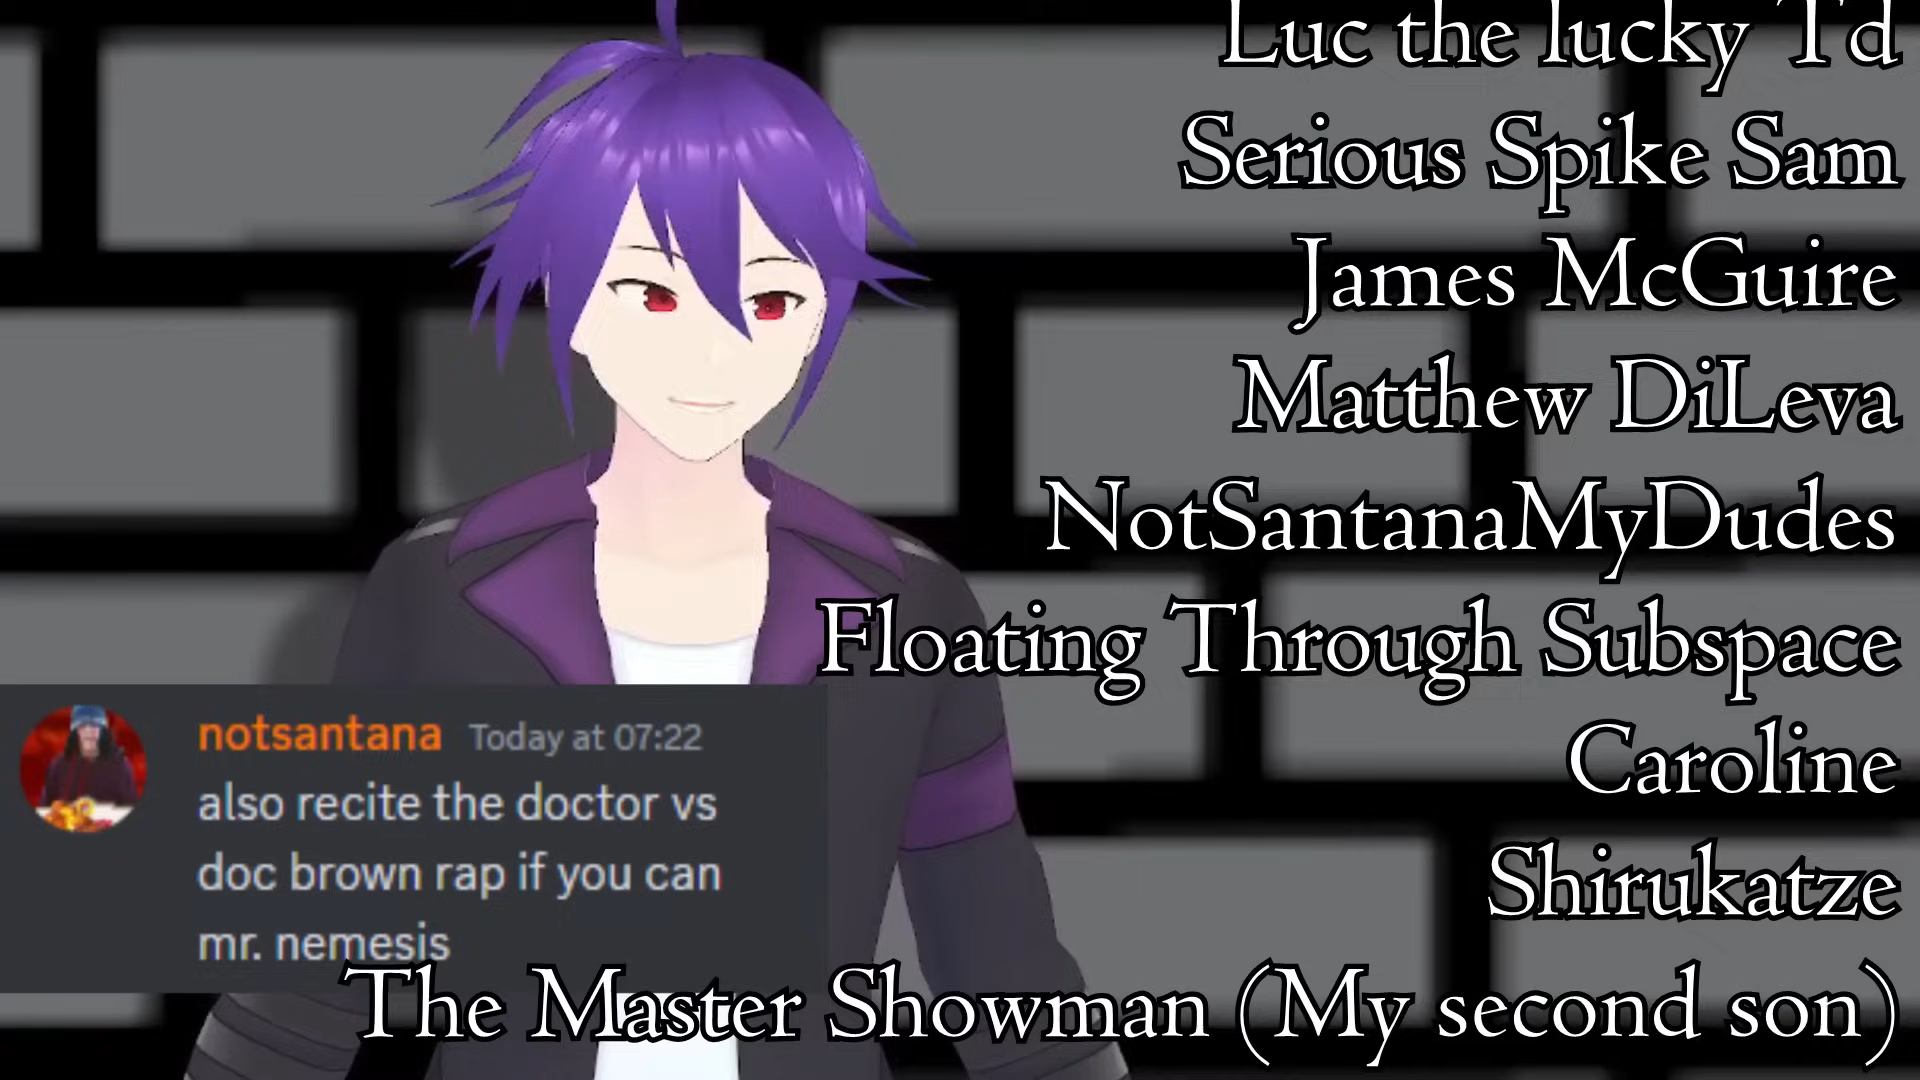 Luc the lucky Td
Serious Spike Sam
James McGuire
Matthew DiLeva
NotSantanaMyDudes
Floating Through Subspace
Caroline
Shirukatze
The Master Showman (My second son)
notsantana Today at 07:22
also recite the doctor vs
doc brown rap if you can
mr. nemesis